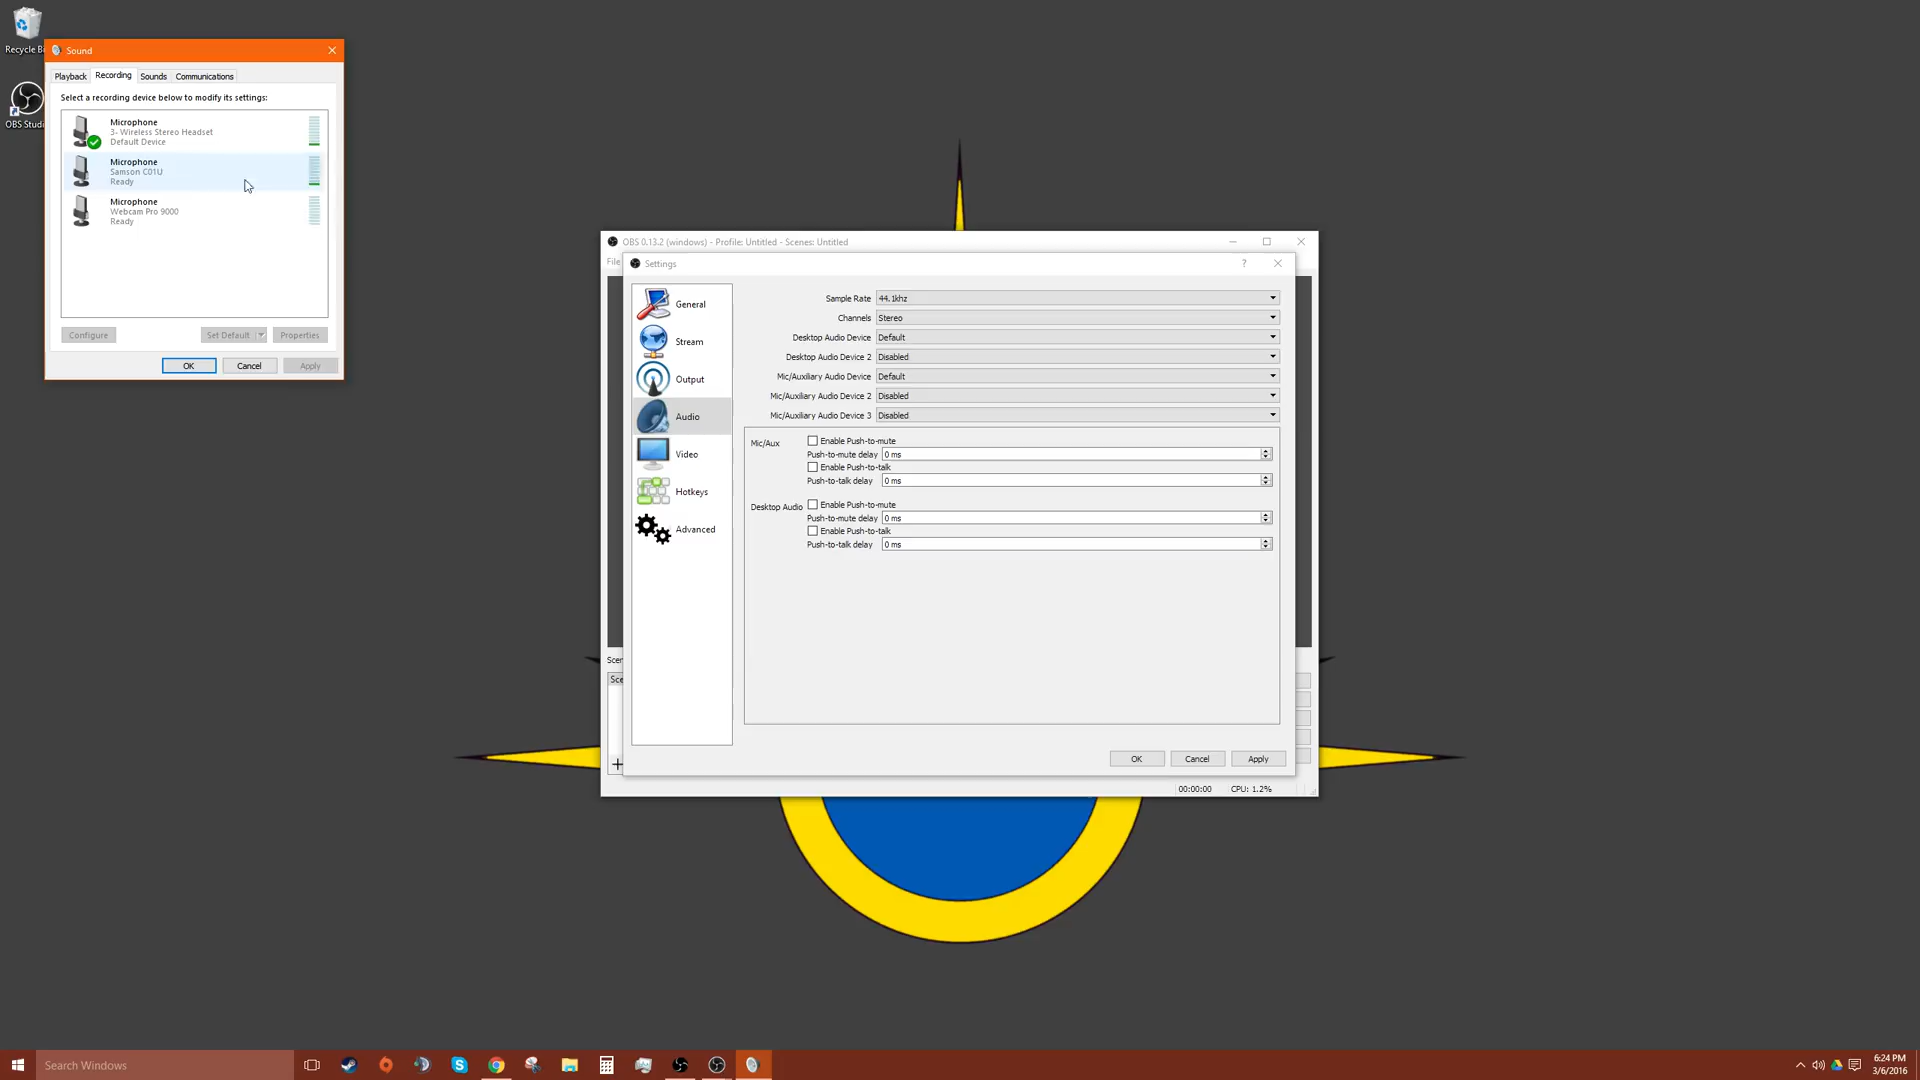 Recycle Bi
OBS Studi
Sound
Playback
Recording
Sounds
Communications
Select a recording device below to modify its settings:
Microphone
3- Wireless Stereo Headset
Default Device
Microphone
Samson C01U
Ready
Microphone
Webcam Pro 9000
Ready
Configure
Set Default
Properties
OK
Cancel
Apply
OBS 0.13.2 (windows) - Profile: Untitled - Scenes: Untitled
File
Settings
?
General
Stream
Output
Audio
Video
Hotkeys
Advanced
Sample Rate 44.1khz
Channels Stereo
Desktop Audio Device Default
Desktop Audio Device 2 Disabled
Mic/Auxiliary Audio Device Default
Mic/Auxiliary Audio Device 2 Disabled
Mic/Auxiliary Audio Device 3 Disabled
Mic/Aux
Enable Push-to-mute
Push-to-mute delay 0 ms
Enable Push-to-talk
Push-to-talk delay 0 ms
Desktop Audio
Enable Push-to-mute
Push-to-mute delay 0 ms
Enable Push-to-talk
Push-to-talk delay 0 ms
Scen
Sce
OK
Cancel
Apply
00:00:00
CPU: 1.2%
Search Windows
6:24 PM
3/6/2016